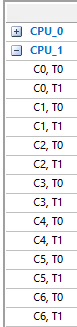 CPU_0
CPU_1
C0, T0
C0, T1
C1, T0
C1, T1
C2, T0
C2, T1
C3, T0
C3, T1
C4, T0
C4, T1
C5, T0
C5, T1
C6, T0
C6, T1